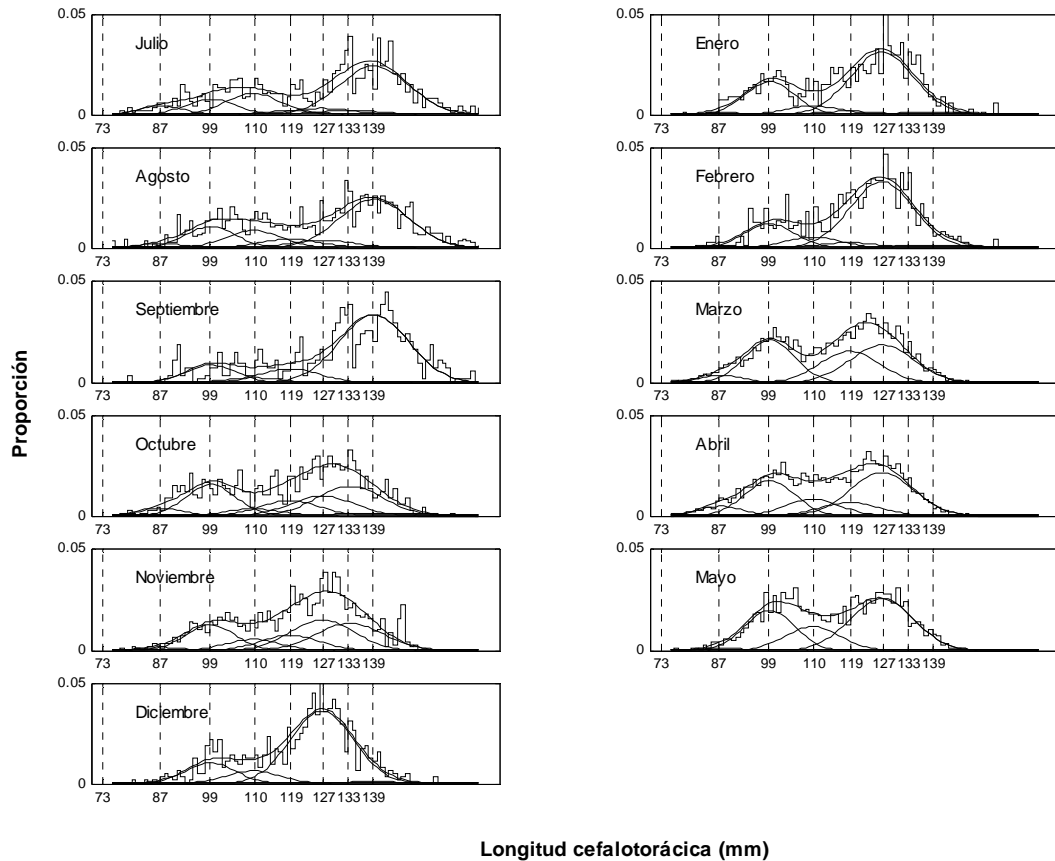 0.05
Julio
0
73 87 99 110 119 127 133 139
0.05
Agosto
0
73 87 99 110 119 127 133 139
0.05
Septiembre
0
73 87 99 110 119 127 133 139
0.05
Octubre
0
73 87 99 110 119 127 133 139
0.05
Noviembre
0
73 87 99 110 119 127 133 139
0.05
Diciembre
0
73 87 99 110 119 127 133 139
0.05
Enero
0
73 87 99 110 119 127 133 139
0.05
Febrero
0
73 87 99 110 119 127 133 139
0.05
Marzo
0
73 87 99 110 119 127 133 139
0.05
Abril
0
73 87 99 110 119 127 133 139
0.05
Mayo
0
73 87 99 110 119 127 133 139
Proporción
Longitud cefalotorácica (mm)